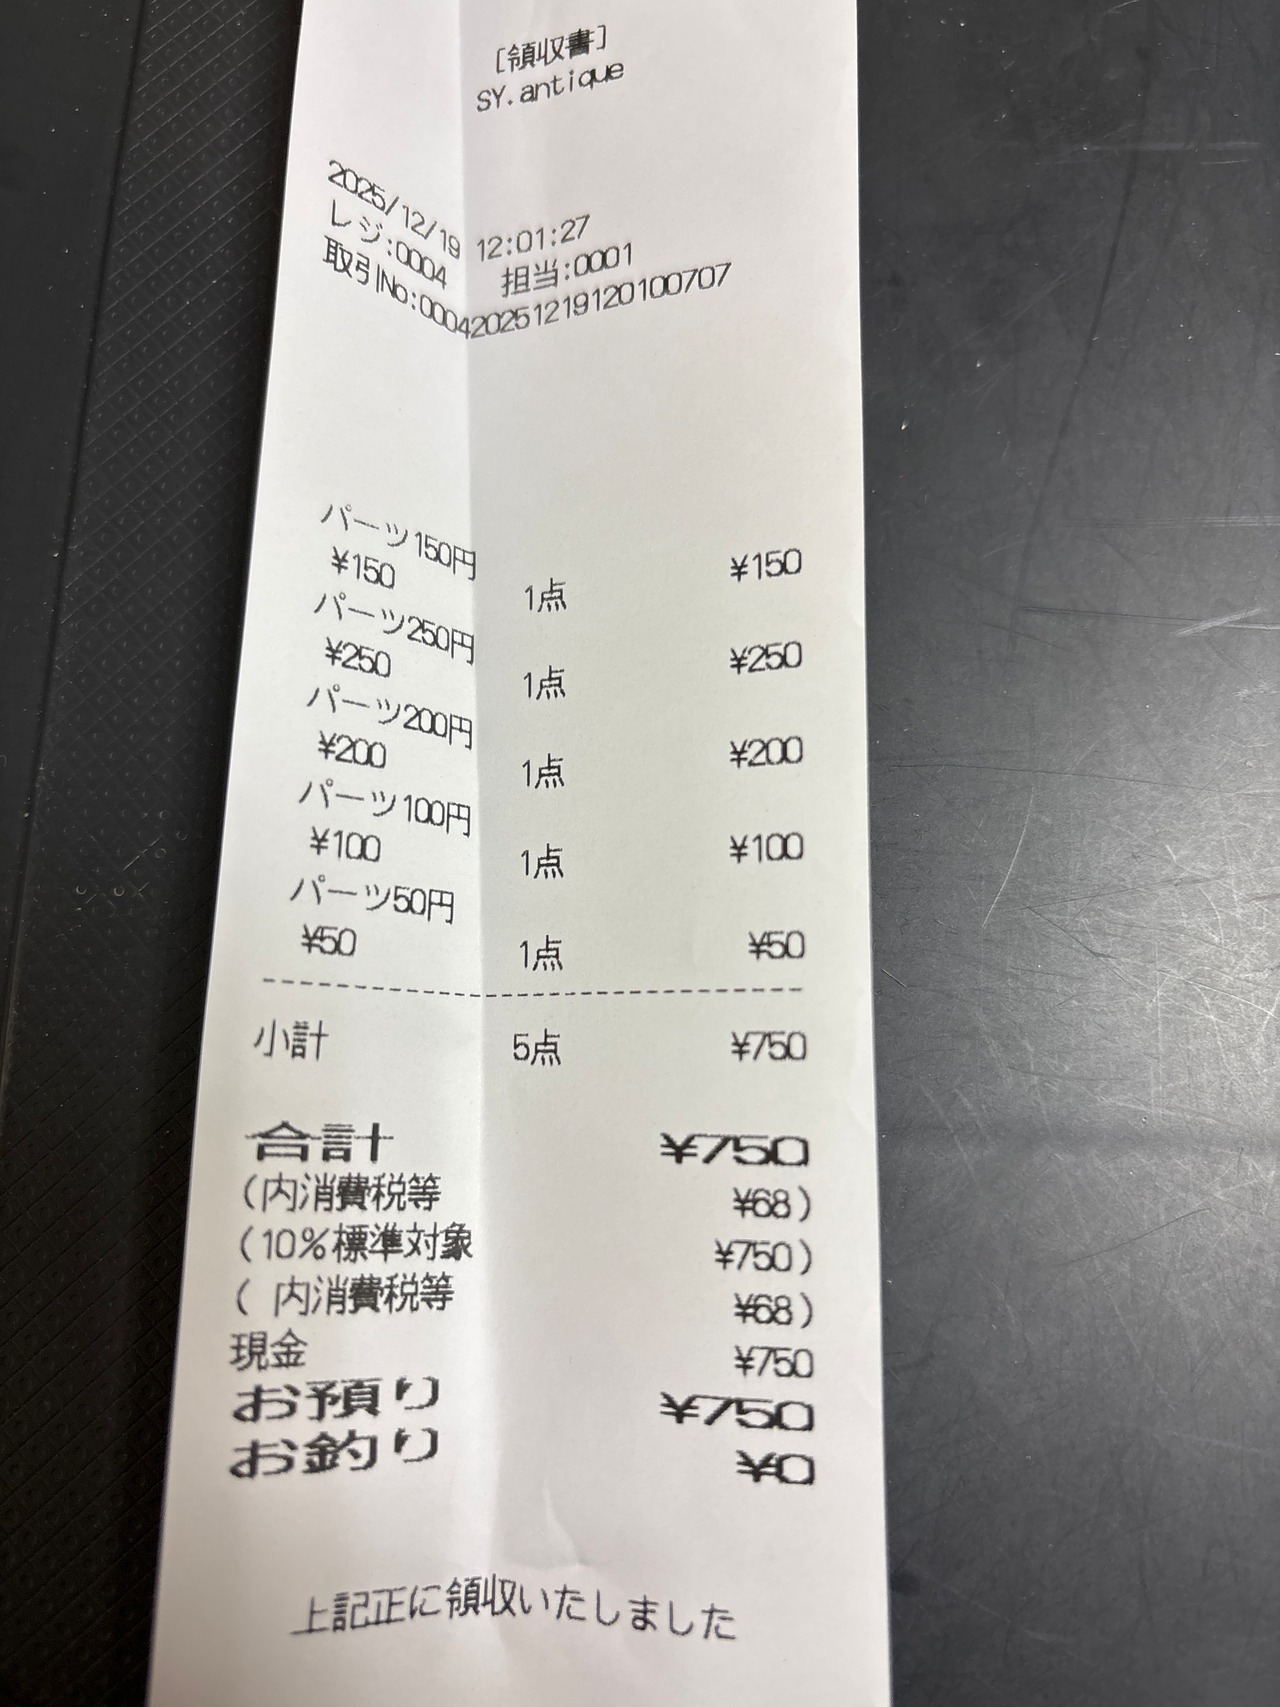 [領収書]
SY.antique
2025/12/19 12:01:27
レジ:0004 担当:0001
取引No:00042025121912010​0707
パーツ150円
¥150 1点 ¥150
パーツ250円
¥250 1点 ¥250
パーツ200円
¥200 1点 ¥200
パーツ100円
¥100 1点 ¥100
パーツ50円
¥50 1点 ¥50
小計 5点 ¥750
合計 ¥750
(内消費税等 ¥68)
(10%標準対象 ¥750)
( 内消費税等 ¥68)
現金 ¥750
お預り ¥750
お釣り ¥0
上記正に領収いたしました